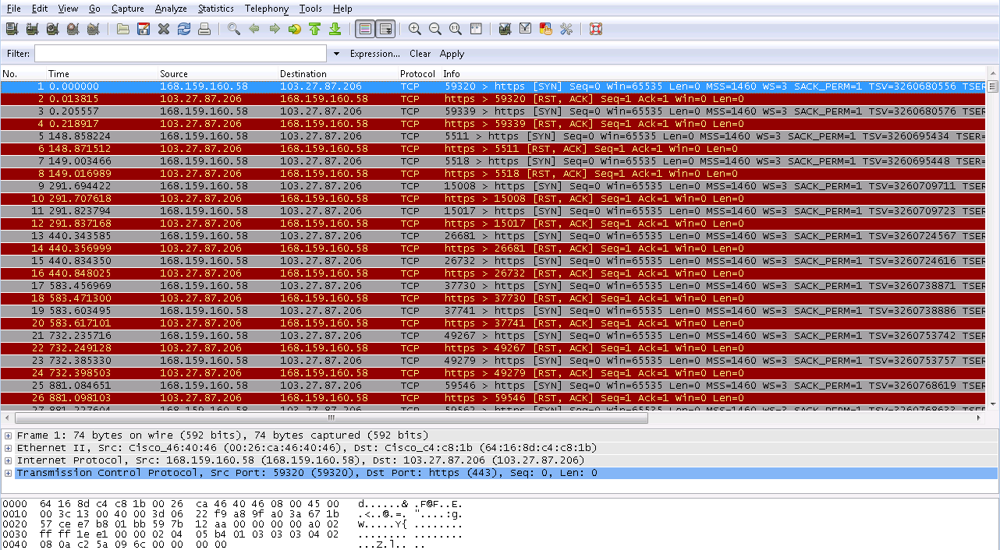 File Edit View Go Capture Analyze Statistics Telephony Tools Help
Filter: Expression... Clear Apply
No. Time Source Destination Protocol Info
1 0.000000 168.159.160.58 103.27.87.206 TCP 59320 > https [SYN] Seq=0 Win=65535 Len=0 MSS=1460 WS=3 SACK_PERM=1 TSV=3260680556 TSER
2 0.013815 103.27.87.206 168.159.160.58 TCP https > 59320 [RST, ACK] Seq=1 Ack=1 Win=0 Len=0
3 0.205557 168.159.160.58 103.27.87.206 TCP 59339 > https [SYN] Seq=0 Win=65535 Len=0 MSS=1460 WS=3 SACK_PERM=1 TSV=3260680576 TSER
4 0.218917 103.27.87.206 168.159.160.58 TCP https > 59339 [RST, ACK] Seq=1 Ack=1 Win=0 Len=0
5 148.858224 168.159.160.58 103.27.87.206 TCP 5511 > https [SYN] Seq=0 Win=65535 Len=0 MSS=1460 WS=3 SACK_PERM=1 TSV=3260695434 TSER=
6 148.871512 103.27.87.206 168.159.160.58 TCP https > 5511 [RST, ACK] Seq=1 Ack=1 Win=0 Len=0
7 149.003466 168.159.160.58 103.27.87.206 TCP 5518 > https [SYN] Seq=0 Win=65535 Len=0 MSS=1460 WS=3 SACK_PERM=1 TSV=3260695448 TSER=
8 149.016989 103.27.87.206 168.159.160.58 TCP https > 5518 [RST, ACK] Seq=1 Ack=1 Win=0 Len=0
9 291.694422 168.159.160.58 103.27.87.206 TCP 15008 > https [SYN] Seq=0 Win=65535 Len=0 MSS=1460 WS=3 SACK_PERM=1 TSV=3260709711 TSER
10 291.707618 103.27.87.206 168.159.160.58 TCP https > 15008 [RST, ACK] Seq=1 Ack=1 Win=0 Len=0
11 291.823794 168.159.160.58 103.27.87.206 TCP 15017 > https [SYN] Seq=0 Win=65535 Len=0 MSS=1460 WS=3 SACK_PERM=1 TSV=3260709723 TSER
12 291.837168 103.27.87.206 168.159.160.58 TCP https > 15017 [RST, ACK] Seq=1 Ack=1 Win=0 Len=0
13 440.343585 168.159.160.58 103.27.87.206 TCP 26681 > https [SYN] Seq=0 Win=65535 Len=0 MSS=1460 WS=3 SACK_PERM=1 TSV=3260724567 TSER
14 440.356999 103.27.87.206 168.159.160.58 TCP https > 26681 [RST, ACK] Seq=1 Ack=1 Win=0 Len=0
15 440.834350 168.159.160.58 103.27.87.206 TCP 26732 > https [SYN] Seq=0 Win=65535 Len=0 MSS=1460 WS=3 SACK_PERM=1 TSV=3260724616 TSER
16 440.848025 103.27.87.206 168.159.160.58 TCP https > 26732 [RST, ACK] Seq=1 Ack=1 Win=0 Len=0
17 583.456969 168.159.160.58 103.27.87.206 TCP 37730 > https [SYN] Seq=0 Win=65535 Len=0 MSS=1460 WS=3 SACK_PERM=1 TSV=3260738871 TSER
18 583.471300 103.27.87.206 168.159.160.58 TCP https > 37730 [RST, ACK] Seq=1 Ack=1 Win=0 Len=0
19 583.603495 168.159.160.58 103.27.87.206 TCP 37741 > https [SYN] Seq=0 Win=65535 Len=0 MSS=1460 WS=3 SACK_PERM=1 TSV=3260738886 TSER
20 583.617101 103.27.87.206 168.159.160.58 TCP https > 37741 [RST, ACK] Seq=1 Ack=1 Win=0 Len=0
21 732.235716 168.159.160.58 103.27.87.206 TCP 49267 > https [SYN] Seq=0 Win=65535 Len=0 MSS=1460 WS=3 SACK_PERM=1 TSV=3260753742 TSER
22 732.249128 103.27.87.206 168.159.160.58 TCP https > 49267 [RST, ACK] Seq=1 Ack=1 Win=0 Len=0
23 732.385330 168.159.160.58 103.27.87.206 TCP 49279 > https [SYN] Seq=0 Win=65535 Len=0 MSS=1460 WS=3 SACK_PERM=1 TSV=3260753757 TSER
24 732.398503 103.27.87.206 168.159.160.58 TCP https > 49279 [RST, ACK] Seq=1 Ack=1 Win=0 Len=0
25 881.084651 168.159.160.58 103.27.87.206 TCP 59546 > https [SYN] Seq=0 Win=65535 Len=0 MSS=1460 WS=3 SACK_PERM=1 TSV=3260768619 TSER
26 881.098103 103.27.87.206 168.159.160.58 TCP https > 59546 [RST, ACK] Seq=1 Ack=1 Win=0 Len=0
27 881.227604 168.159.160.58 103.27.87.206 TCP 59562 > https [SYN] Seq=0 Win=65535 Len=0 MSS=1460 WS=3 SACK_PERM=1 TSV=3260768633 TSER
Frame 1: 74 bytes on wire (592 bits), 74 bytes captured (592 bits)
Ethernet II, Src: Cisco_46:40:46 (00:26:ca:46:40:46), Dst: Cisco_c4:c8:1b (64:16:8d:c4:c8:1b)
Internet Protocol, Src: 168.159.160.58 (168.159.160.58), Dst: 103.27.87.206 (103.27.87.206)
Transmission Control Protocol, Src Port: 59320 (59320), Dst Port: https (443), Seq: 0, Len: 0
0000 64 16 8d c4 c8 1b 00 26 ca 46 40 46 08 00 45 00 d......& .F@F..E.
0010 00 3c 13 00 40 00 3d 06 22 f9 a8 9f a0 3a 67 1b .<..@.=. "....:g.
0020 57 ce e7 b8 01 bb 59 7b 12 aa 00 00 00 00 a0 02 W.....Y{ ........
0030 ff ff 1e e1 00 00 02 04 05 b4 01 03 03 03 04 02 ........ ........
0040 08 0a c2 5a 09 6c 00 00 00 00 ...Z.l.. ..